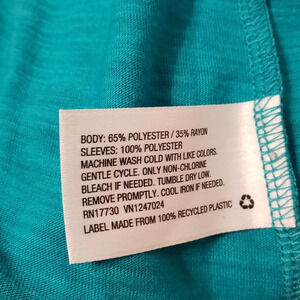 BODY: 65% POLYESTER / 35% RAYON
SLEEVES: 100% POLYESTER
MACHINE WASH COLD WITH LIKE COLORS.
GENTLE CYCLE. ONLY NON-CHLORINE
BLEACH IF NEEDED. TUMBLE DRY LOW.
REMOVE PROMPTLY. COOL IRON IF NEEDED.
RN17730 VN1247024
LABEL MADE FROM 100% RECYCLED PLASTIC